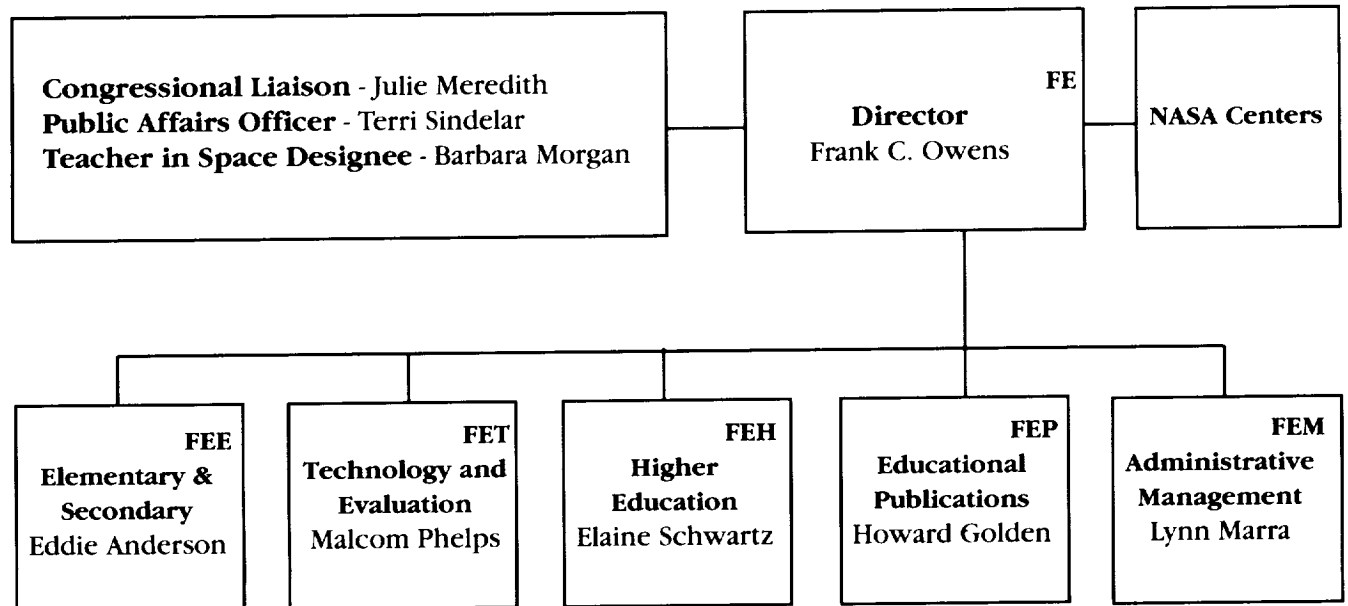 Congressional Liaison - Julie Meredith
Public Affairs Officer - Terri Sindelar
Teacher in Space Designee - Barbara Morgan
FE
Director
Frank C. Owens
NASA Centers
FEE
Elementary &
Secondary
Eddie Anderson
FET
Technology and
Evaluation
Malcom Phelps
FEH
Higher
Education
Elaine Schwartz
FEP
Educational
Publications
Howard Golden
FEM
Administrative
Management
Lynn Marra